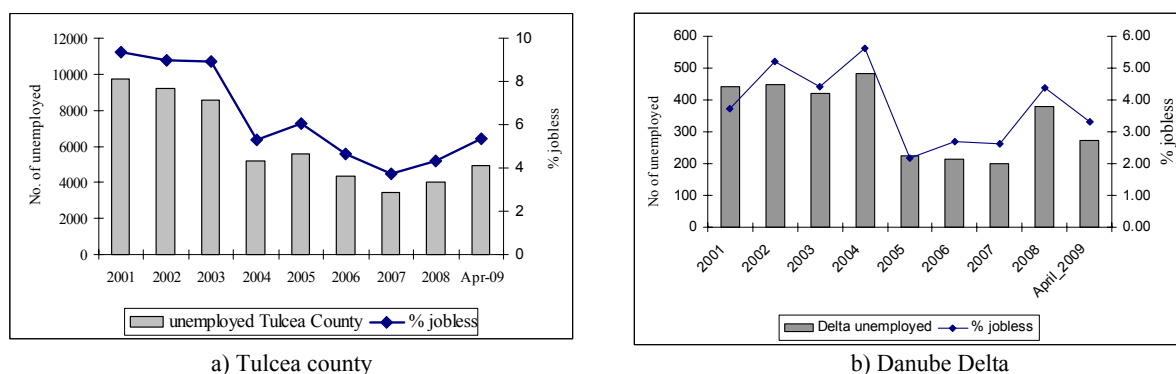 12000
10000
8000
6000
4000
2000
0
No. of unemployed
10
8
6
4
2
0
% jobless
2001 2002 2003 2004 2005 2006 2007 2008 Apr-09
unemployed Tulcea County % jobless
a) Tulcea county
600
500
400
300
200
100
0
No of unemployed
6.00
5.00
4.00
3.00
2.00
1.00
0.00
% jobless
2001 2002 2003 2004 2005 2006 2007 2008 April_2009
Delta unemployed % jobless
b) Danube Delta